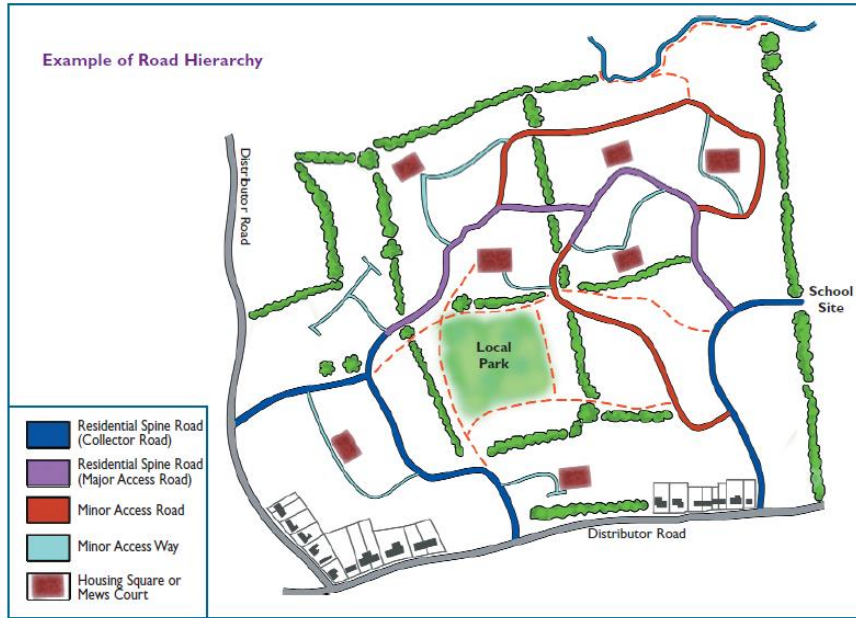 Example of Road Hierarchy
Distributor Road
School
Site
Local
Park
Residential Spine Road
(Collector Road)
Residential Spine Road
(Major Access Road)
Minor Access Road
Minor Access Way
Housing Square or
Mews Court
Distributor Road